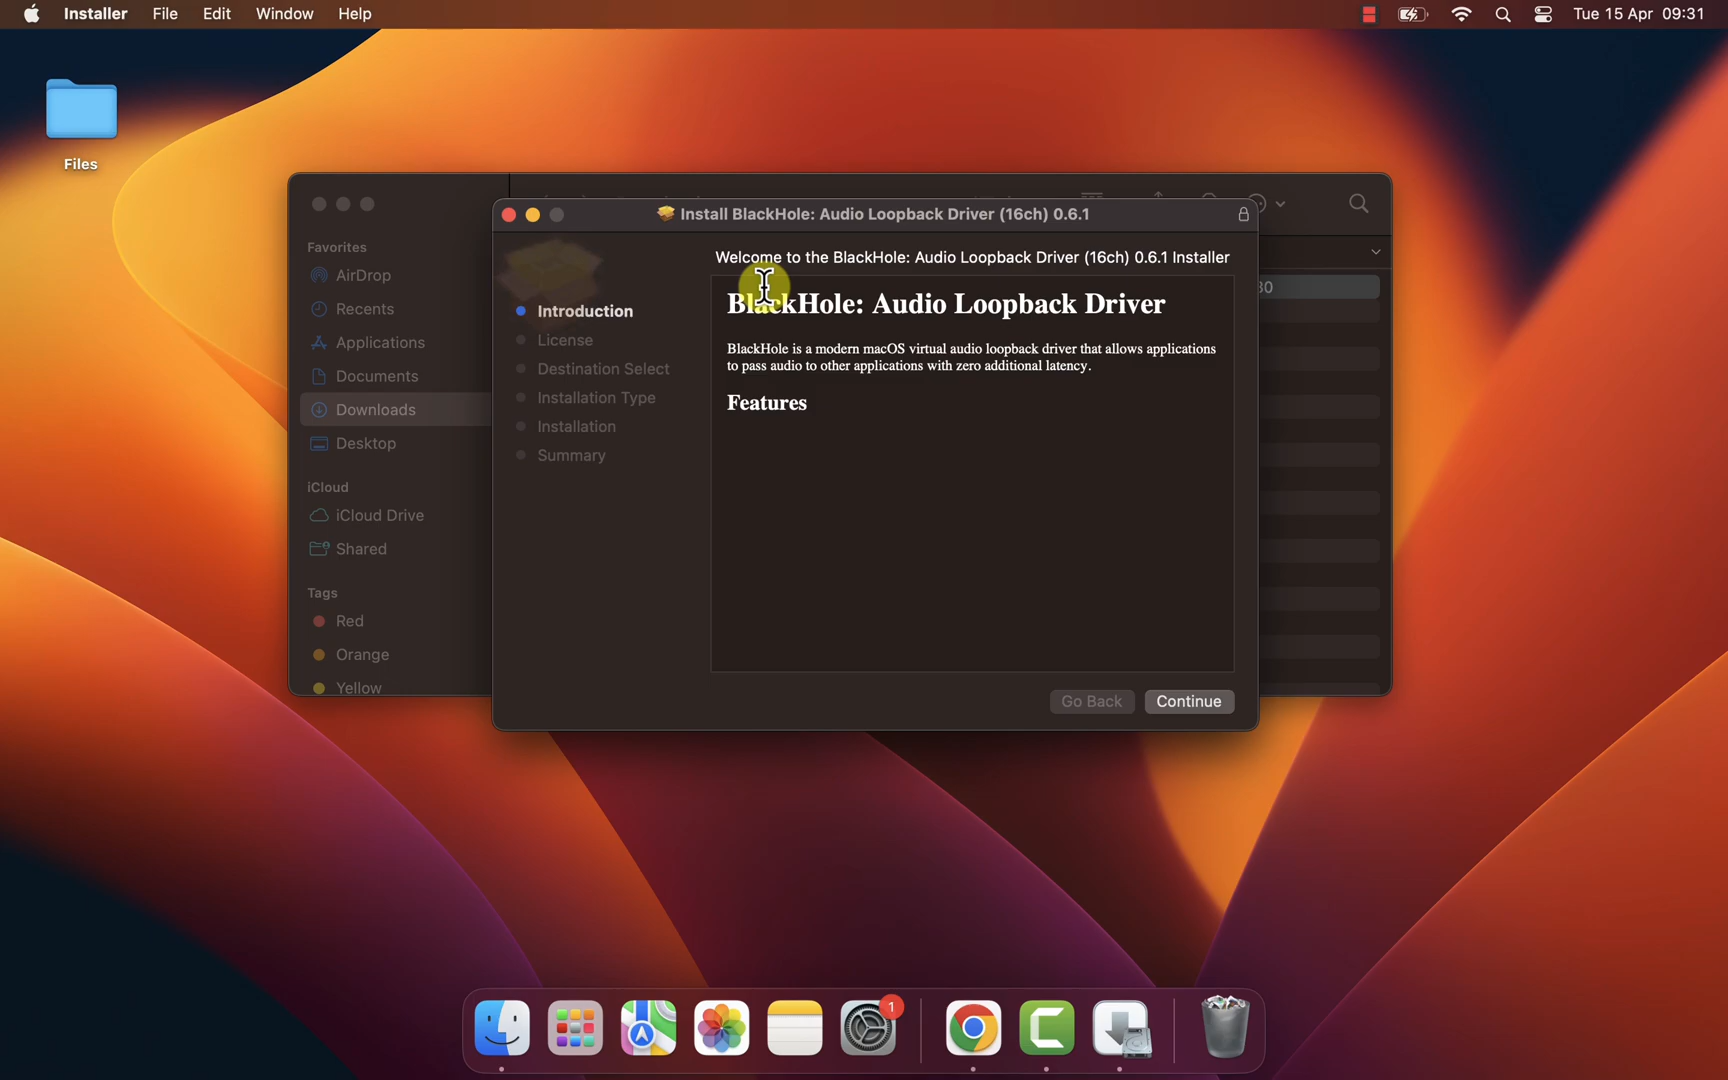 Installer File Edit Window Help
Tue 15 Apr 09:31
Files
Install BlackHole: Audio Loopback Driver (16ch) 0.6.1
Favorites
AirDrop
Recents
Applications
Documents
Downloads
Desktop
iCloud
iCloud Drive
Shared
Tags
Red
Orange
Yellow
Introduction
License
Destination Select
Installation Type
Installation
Summary
Welcome to the BlackHole: Audio Loopback Driver (16ch) 0.6.1 Installer
BlackHole: Audio Loopback Driver
BlackHole is a modern macOS virtual audio loopback driver that allows applications
to pass audio to other applications with zero additional latency.
Features
Go Back Continue
1